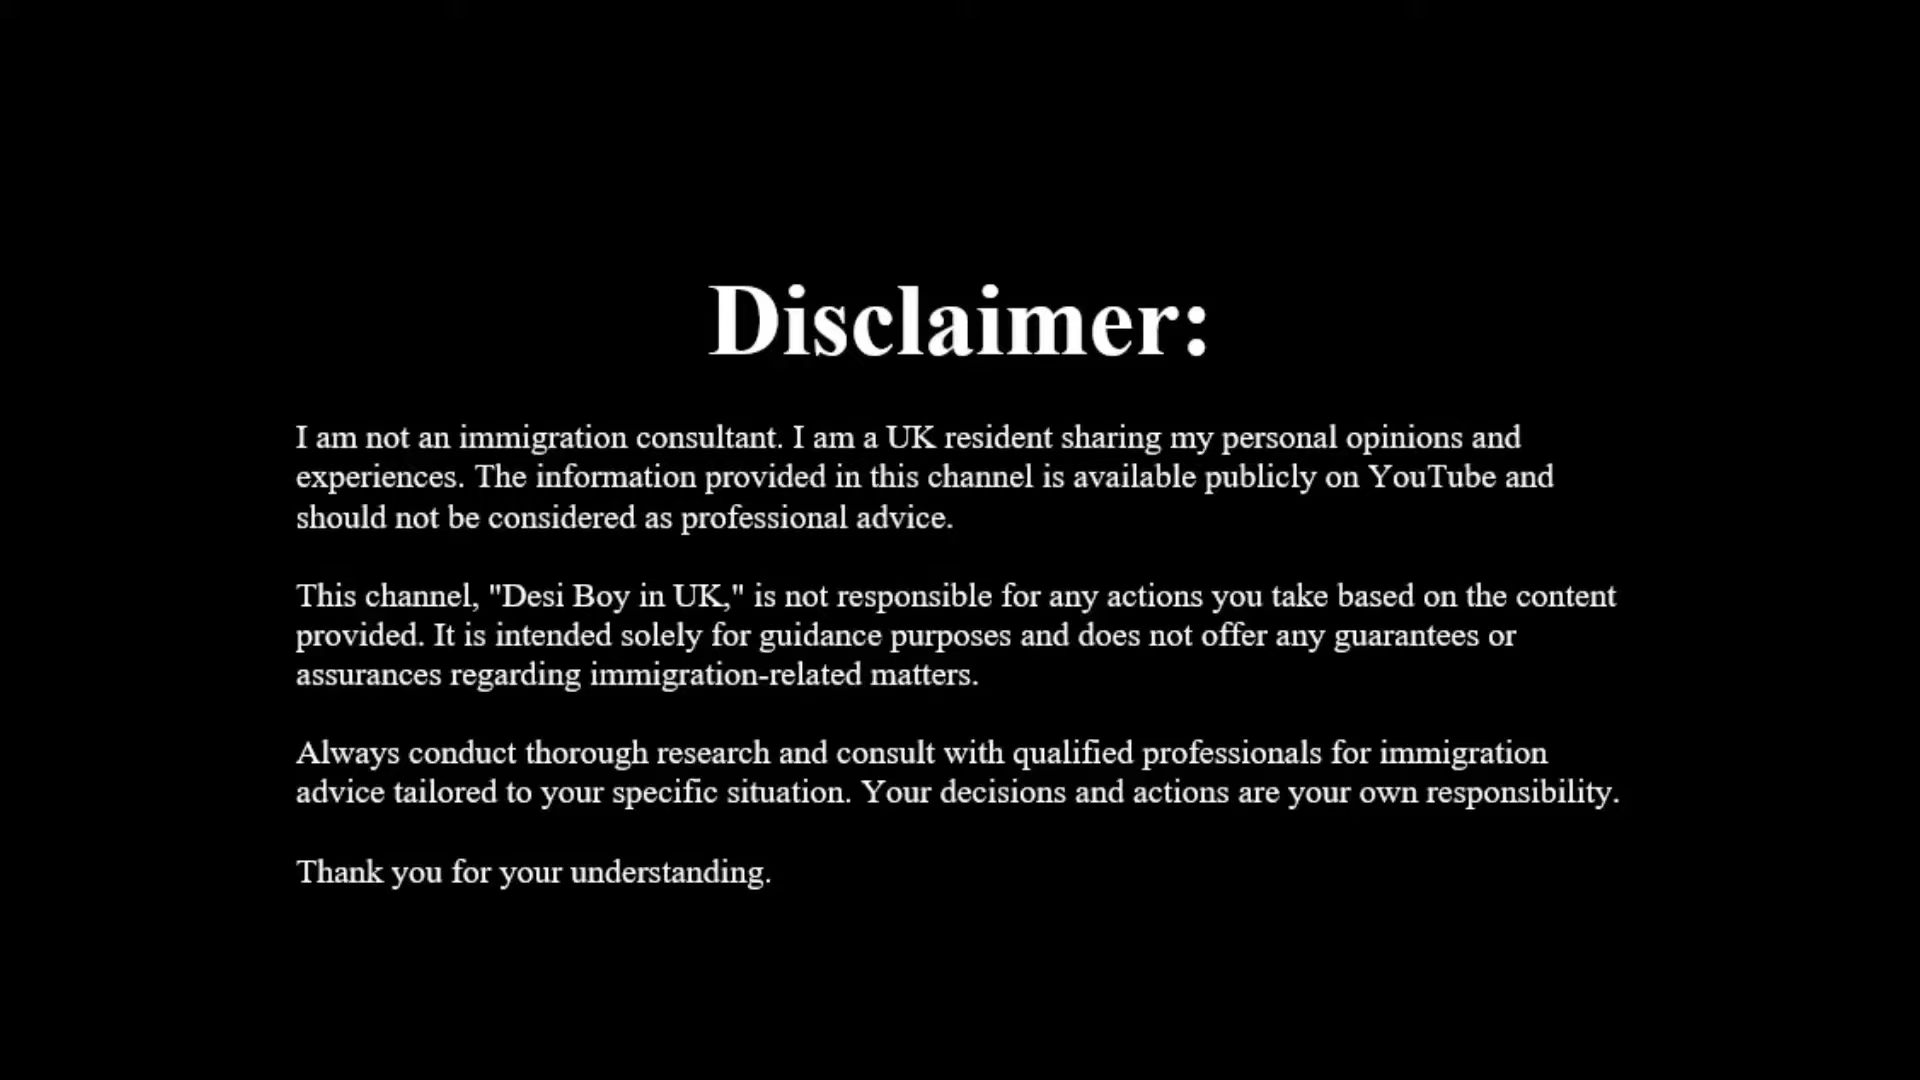 Disclaimer:
I am not an immigration consultant. I am a UK resident sharing my personal opinions and
experiences. The information provided in this channel is available publicly on YouTube and
should not be considered as professional advice.
This channel, "Desi Boy in UK," is not responsible for any actions you take based on the content
provided. It is intended solely for guidance purposes and does not offer any guarantees or
assurances regarding immigration-related matters.
Always conduct thorough research and consult with qualified professionals for immigration
advice tailored to your specific situation. Your decisions and actions are your own responsibility.
Thank you for your understanding.